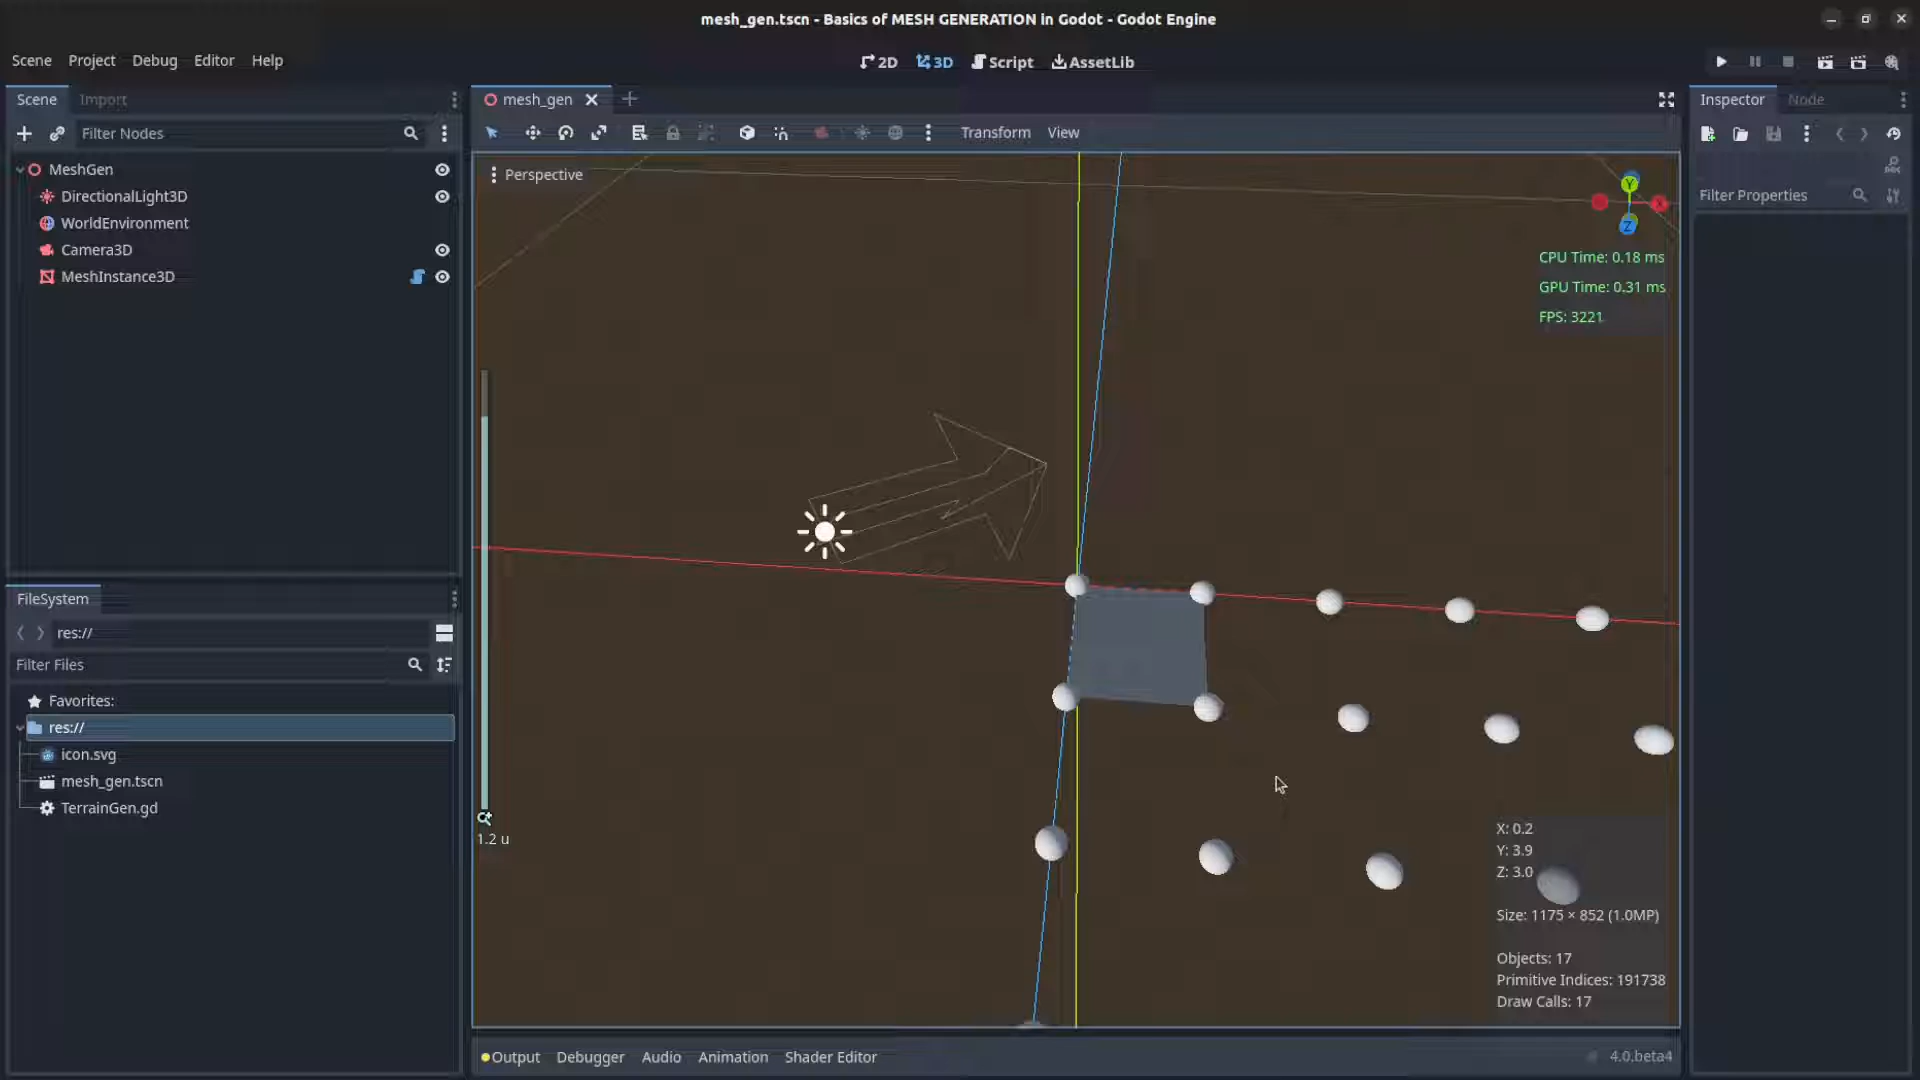 mesh_gen.tscn - Basics of MESH GENERATION in Godot - Godot Engine
Scene Project Debug Editor Help
2D 3D Script AssetLib
Scene Import
Filter Nodes
MeshGen
DirectionalLight3D
WorldEnvironment
Camera3D
MeshInstance3D
FileSystem
res://
Filter Files
Favorites:
res://
icon.svg
mesh_gen.tscn
TerrainGen.gd
mesh_gen
Transform View
Perspective
Y
X
Z
CPU Time: 0.18 ms
GPU Time: 0.31 ms
FPS: 3221
1.2 u
X: 0.2
Y: 3.9
Z: 3.0
Size: 1175 × 852 (1.0MP)
Objects: 17
Primitive Indices: 191738
Draw Calls: 17
Output Debugger Audio Animation Shader Editor
4.0.beta4
Inspector Node
Filter Properties